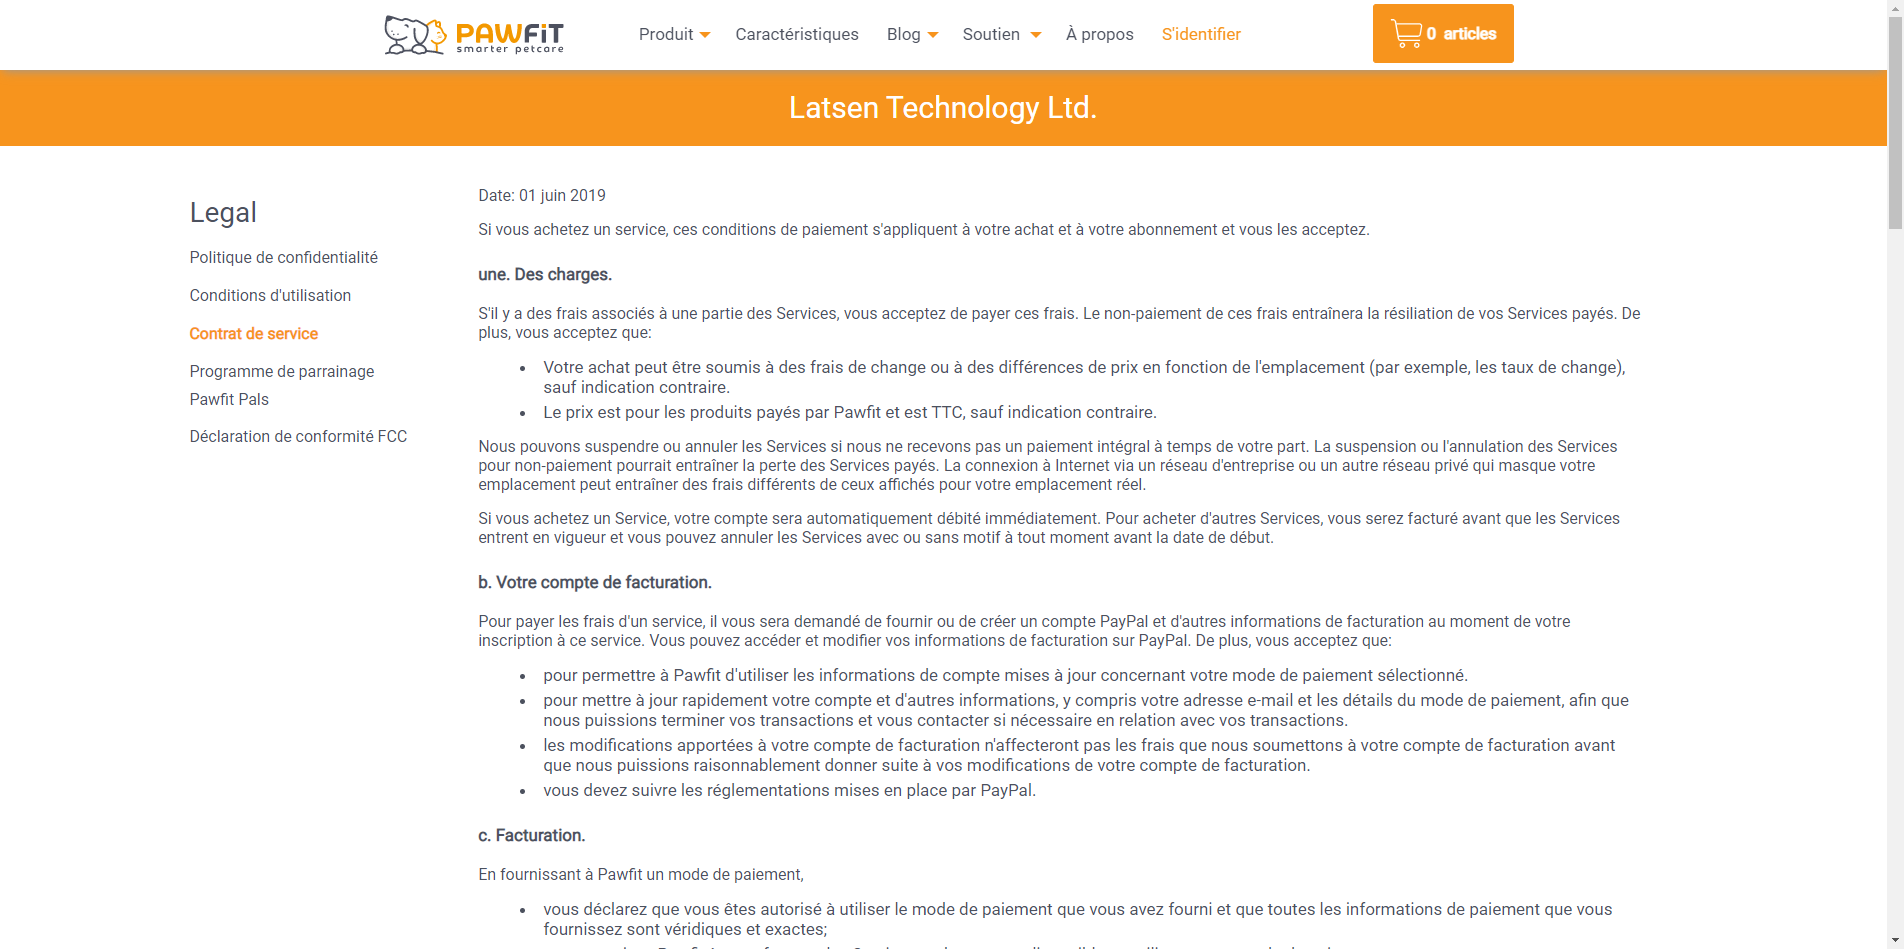 PAWFiT
smarter petcare
Produit
Caractéristiques
Blog
Soutien
À propos
S'identifier
0 articles
Latsen Technology Ltd.
Legal
Politique de confidentialité
Conditions d'utilisation
Contrat de service
Programme de parrainage
Pawfit Pals
Déclaration de conformité FCC
Date: 01 juin 2019
Si vous achetez un service, ces conditions de paiement s'appliquent à votre achat et à votre abonnement et vous les acceptez.
une. Des charges.
S'il y a des frais associés à une partie des Services, vous acceptez de payer ces frais. Le non-paiement de ces frais entraînera la résiliation de vos Services payés. De
plus, vous acceptez que:
• Votre achat peut être soumis à des frais de change ou à des différences de prix en fonction de l'emplacement (par exemple, les taux de change),
sauf indication contraire.
• Le prix est pour les produits payés par Pawfit et est TTC, sauf indication contraire.
Nous pouvons suspendre ou annuler les Services si nous ne recevons pas un paiement intégral à temps de votre part. La suspension ou l'annulation des Services
pour non-paiement pourrait entraîner la perte des Services payés. La connexion à Internet via un réseau d'entreprise ou un autre réseau privé qui masque votre
emplacement peut entraîner des frais différents de ceux affichés pour votre emplacement réel.
Si vous achetez un Service, votre compte sera automatiquement débité immédiatement. Pour acheter d'autres Services, vous serez facturé avant que les Services
entrent en vigueur et vous pouvez annuler les Services avec ou sans motif à tout moment avant la date de début.
b. Votre compte de facturation.
Pour payer les frais d'un service, il vous sera demandé de fournir ou de créer un compte PayPal et d'autres informations de facturation au moment de votre
inscription à ce service. Vous pouvez accéder et modifier vos informations de facturation sur PayPal. De plus, vous acceptez que:
• pour permettre à Pawfit d'utiliser les informations de compte mises à jour concernant votre mode de paiement sélectionné.
• pour mettre à jour rapidement votre compte et d'autres informations, y compris votre adresse e-mail et les détails du mode de paiement, afin que
nous puissions terminer vos transactions et vous contacter si nécessaire en relation avec vos transactions.
• les modifications apportées à votre compte de facturation n'affecteront pas les frais que nous soumettons à votre compte de facturation avant
que nous puissions raisonnablement donner suite à vos modifications de votre compte de facturation.
• vous devez suivre les réglementations mises en place par PayPal.
c. Facturation.
En fournissant à Pawfit un mode de paiement,
• vous déclarez que vous êtes autorisé à utiliser le mode de paiement que vous avez fourni et que toutes les informations de paiement que vous
fournissez sont véridiques et exactes;